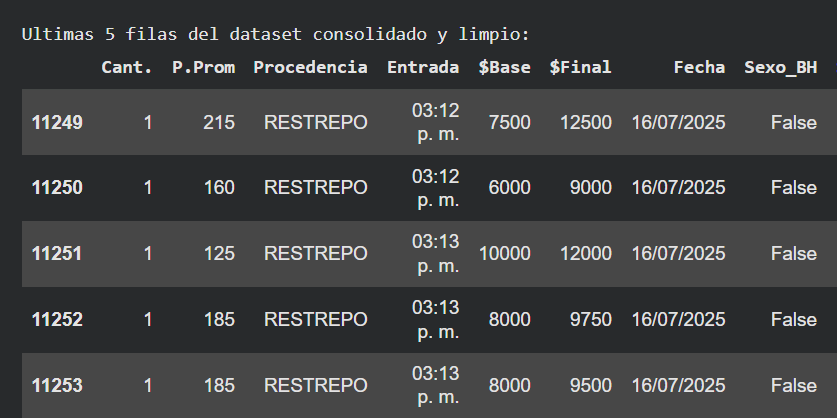 Ultimas 5 filas del dataset consolidado y limpio:
Cant. P.Prom Procedencia Entrada $Base $Final Fecha Sexo_BH
11249 1 215 RESTREPO 03:12 p. m. 7500 12500 16/07/2025 False
11250 1 160 RESTREPO 03:12 p. m. 6000 9000 16/07/2025 False
11251 1 125 RESTREPO 03:13 p. m. 10000 12000 16/07/2025 False
11252 1 185 RESTREPO 03:13 p. m. 8000 9750 16/07/2025 False
11253 1 185 RESTREPO 03:13 p. m. 8000 9500 16/07/2025 False